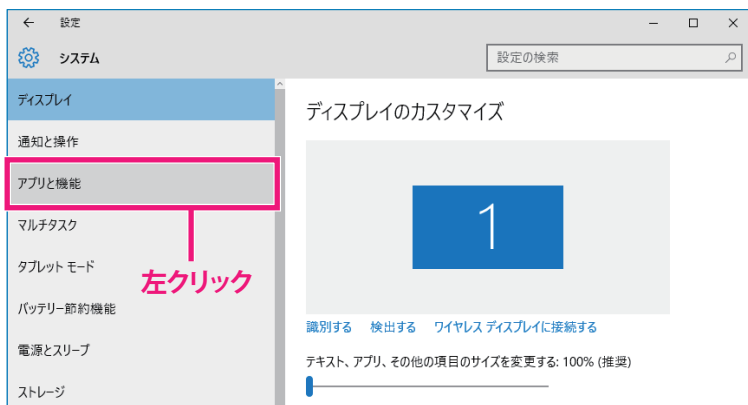 設定
システム
設定の検索
ディスプレイ
通知と操作
アプリと機能
マルチタスク
タブレット モード
バッテリー節約機能
電源とスリープ
ストレージ
左クリック
ディスプレイのカスタマイズ
1
識別する 検出する ワイヤレス ディスプレイに接続する
テキスト、アプリ、その他の項目のサイズを変更する: 100% (推奨)